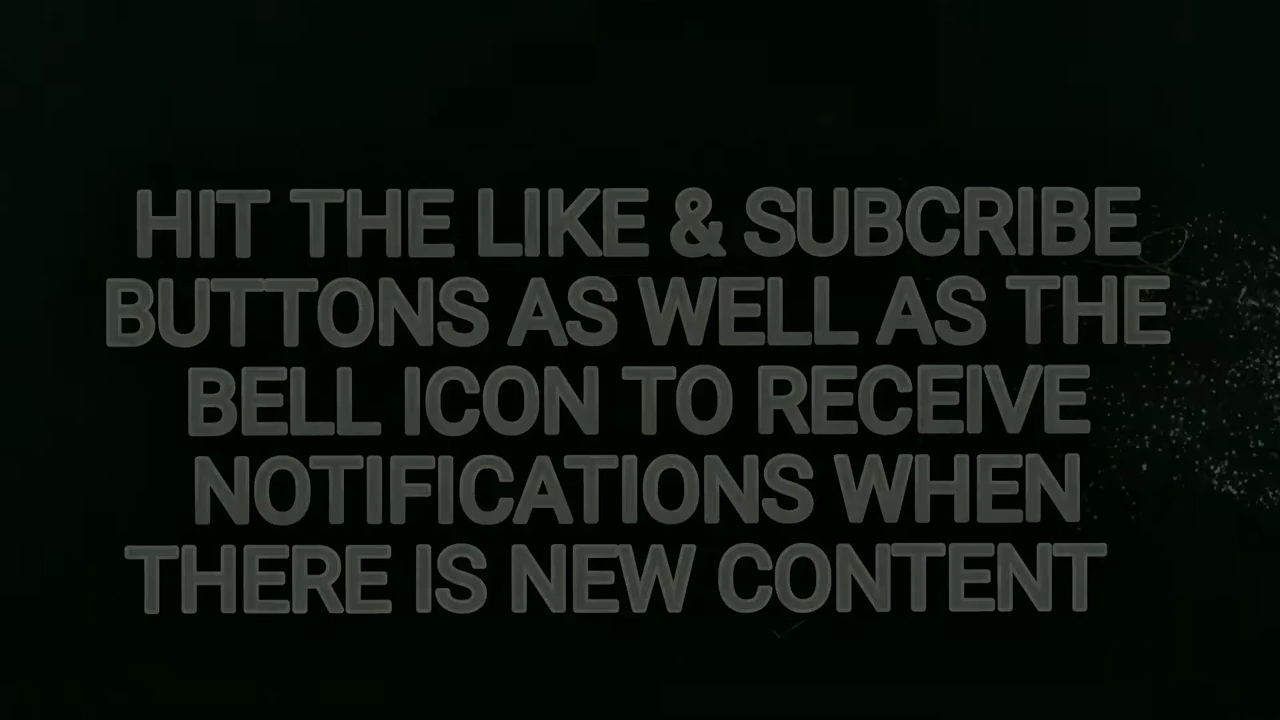 HIT THE LIKE & SUBCRIBE
BUTTONS AS WELL AS THE
BELL ICON TO RECEIVE
NOTIFICATIONS WHEN
THERE IS NEW CONTENT